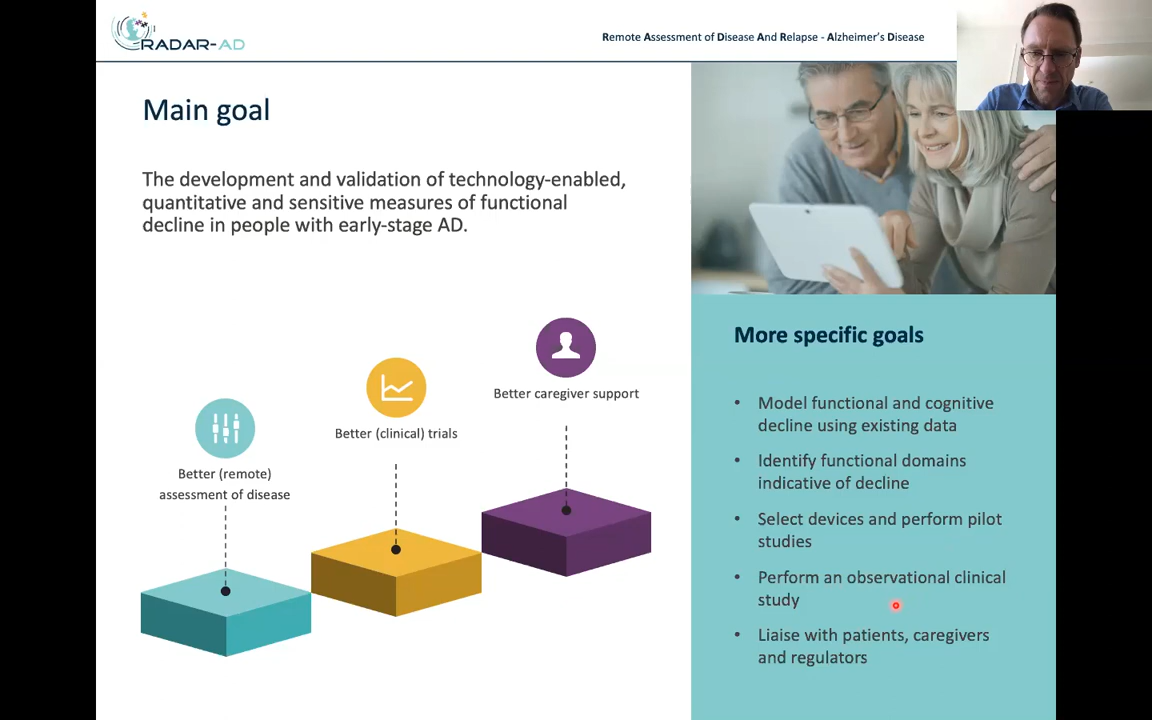 RADAR-AD
Remote Assessment of Disease And Relapse - Alzheimer's Disease
Main goal
The development and validation of technology-enabled,
quantitative and sensitive measures of functional
decline in people with early-stage AD.
Better (remote)
assessment of disease
Better (clinical) trials
Better caregiver support
More specific goals
• Model functional and cognitive
decline using existing data
• Identify functional domains
indicative of decline
• Select devices and perform pilot
studies
• Perform an observational clinical
study
• Liaise with patients, caregivers
and regulators